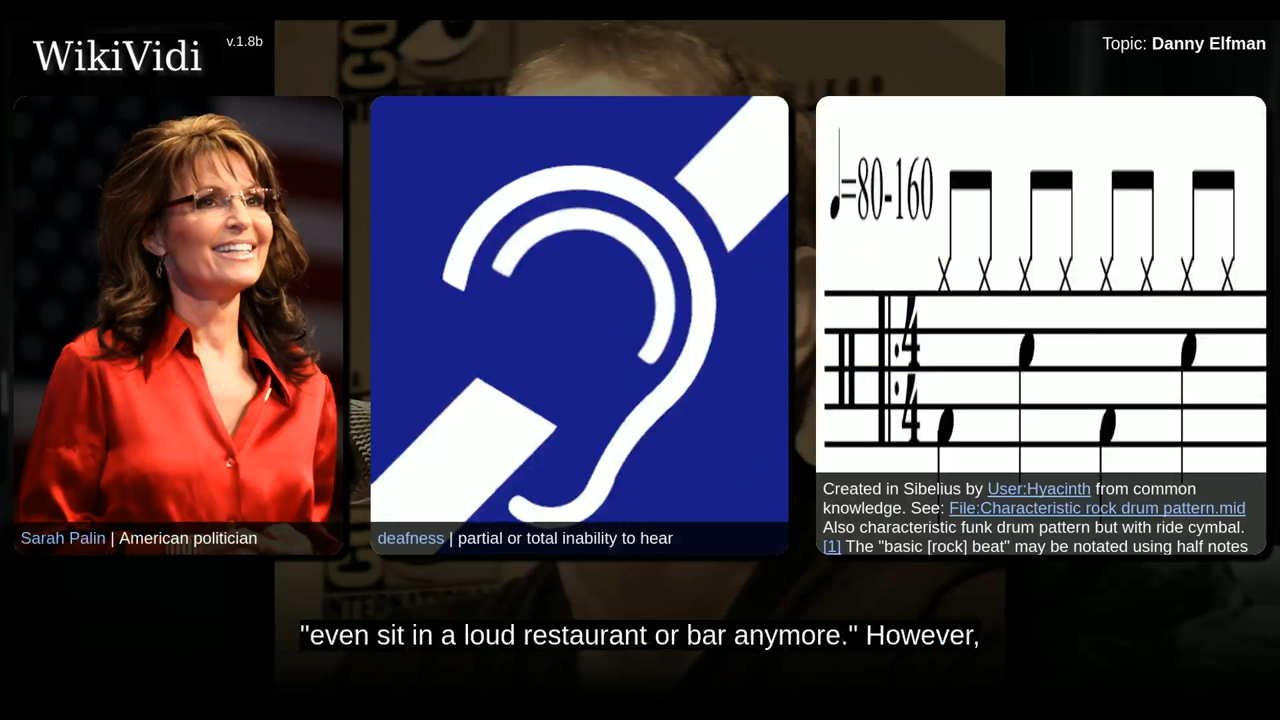 WikiVidi
v.1.8b
Topic: Danny Elfman
Sarah Palin | American politician
deafness | partial or total inability to hear
=80-160
4
4
Created in Sibelius by User:Hyacinth from common
knowledge. See: File:Characteristic rock drum pattern.mid
Also characteristic funk drum pattern but with ride cymbal.
[1] The "basic [rock] beat" may be notated using half notes
"even sit in a loud restaurant or bar anymore." However,